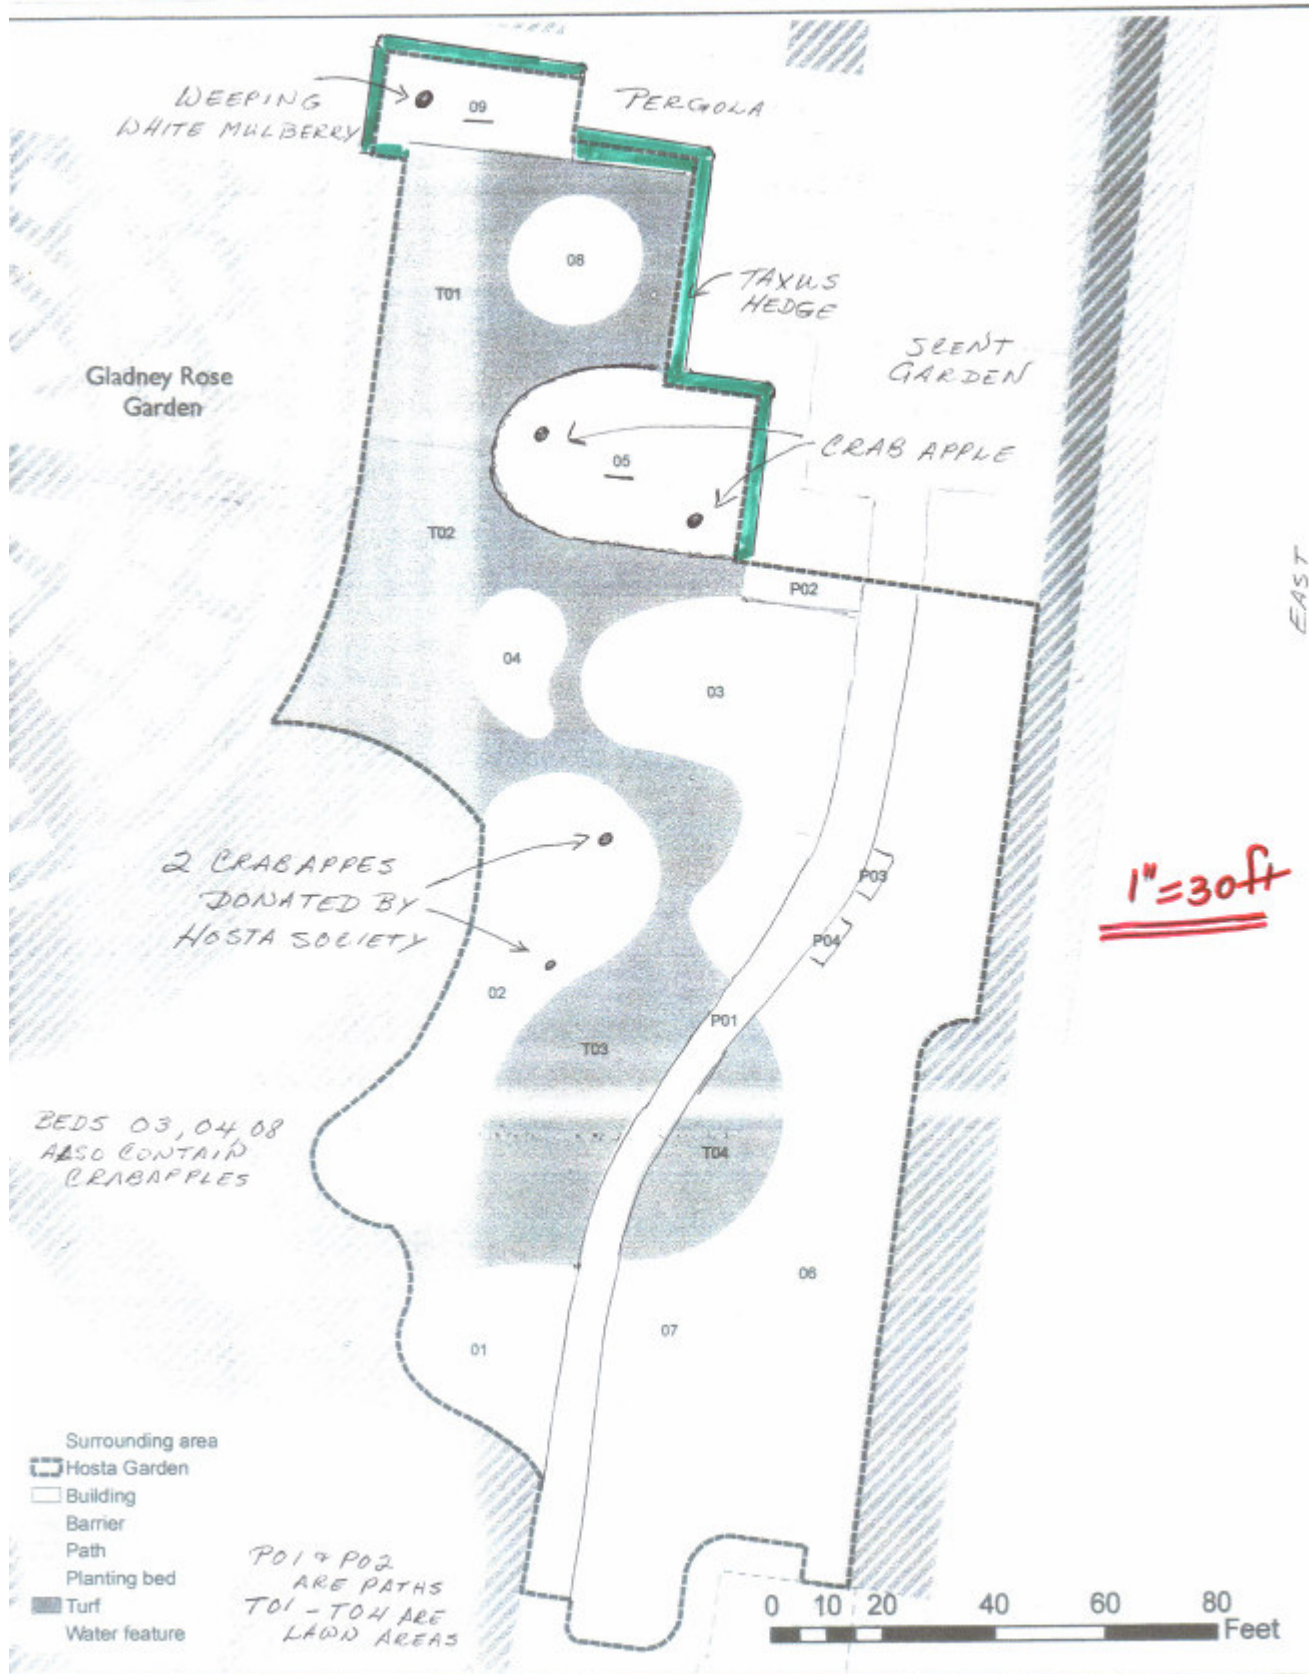 WEEPING
WHITE MULBERRY
09
PERGOLA
08
T01
TAXUS
HEDGE
SCENT
GARDEN
Gladney Rose
Garden
CRAB APPLE
05
T02
P02
EAST
04
03
2 CRABAPPES
DONATED BY
HOSTA SOCIETY
P03
1"=30ft
P04
02
P01
T03
BEDS 03, 04, 08
ALSO CONTAIN
CRABAPPLES
T04
06
07
01
Surrounding area
Hosta Garden
Building
Barrier
Path
Planting bed
Turf
Water feature
P01 & P02
ARE PATHS
T01 - T04 ARE
LAWN AREAS
0 10 20 40 60 80
Feet